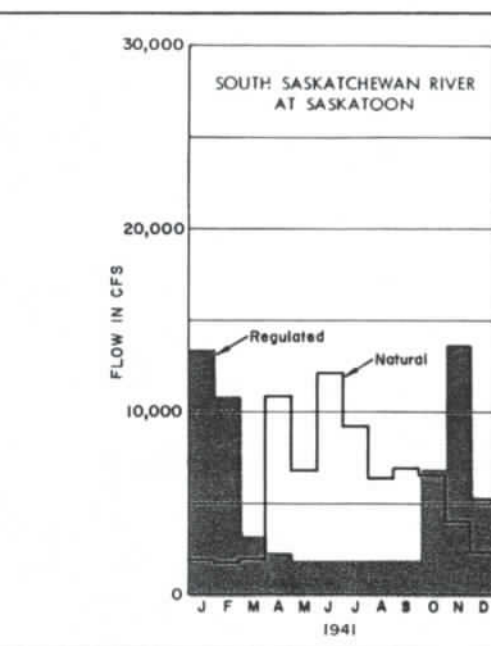 30,000
SOUTH SASKATCHEWAN RIVER
AT SASKATOON
20,000
FLOW IN CFS
Regulated
Natural
10,000
0
J F M A M J J A S O N D
1941